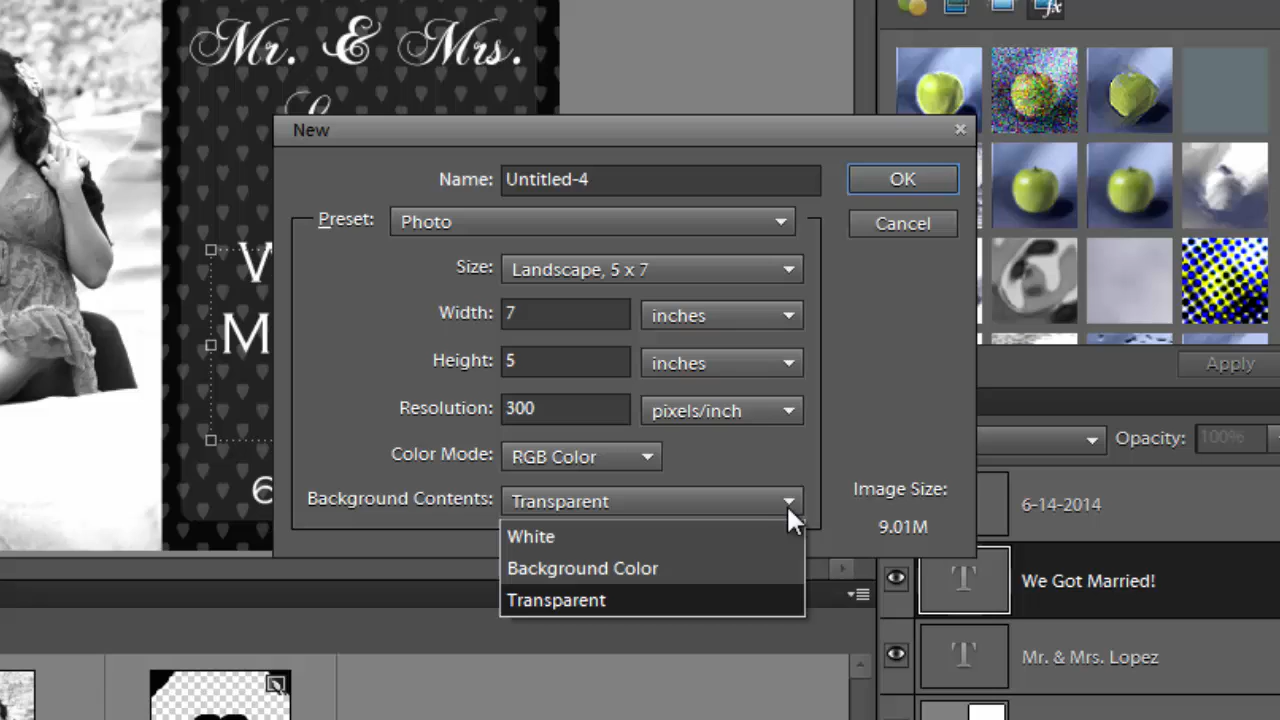 Mr. & Mrs.
L
New
Name: Untitled-4
OK
Preset: Photo
Cancel
Size: Landscape, 5 x 7
Width: 7 inches
Height: 5 inches
Resolution: 300 pixels/inch
Color Mode: RGB Color
Background Contents: Transparent
White
Background Color
Transparent
Image Size:
9.01M
W
M
6
fx
Apply
Opacity: 100%
6-14-2014
T We Got Married!
T Mr. & Mrs. Lopez